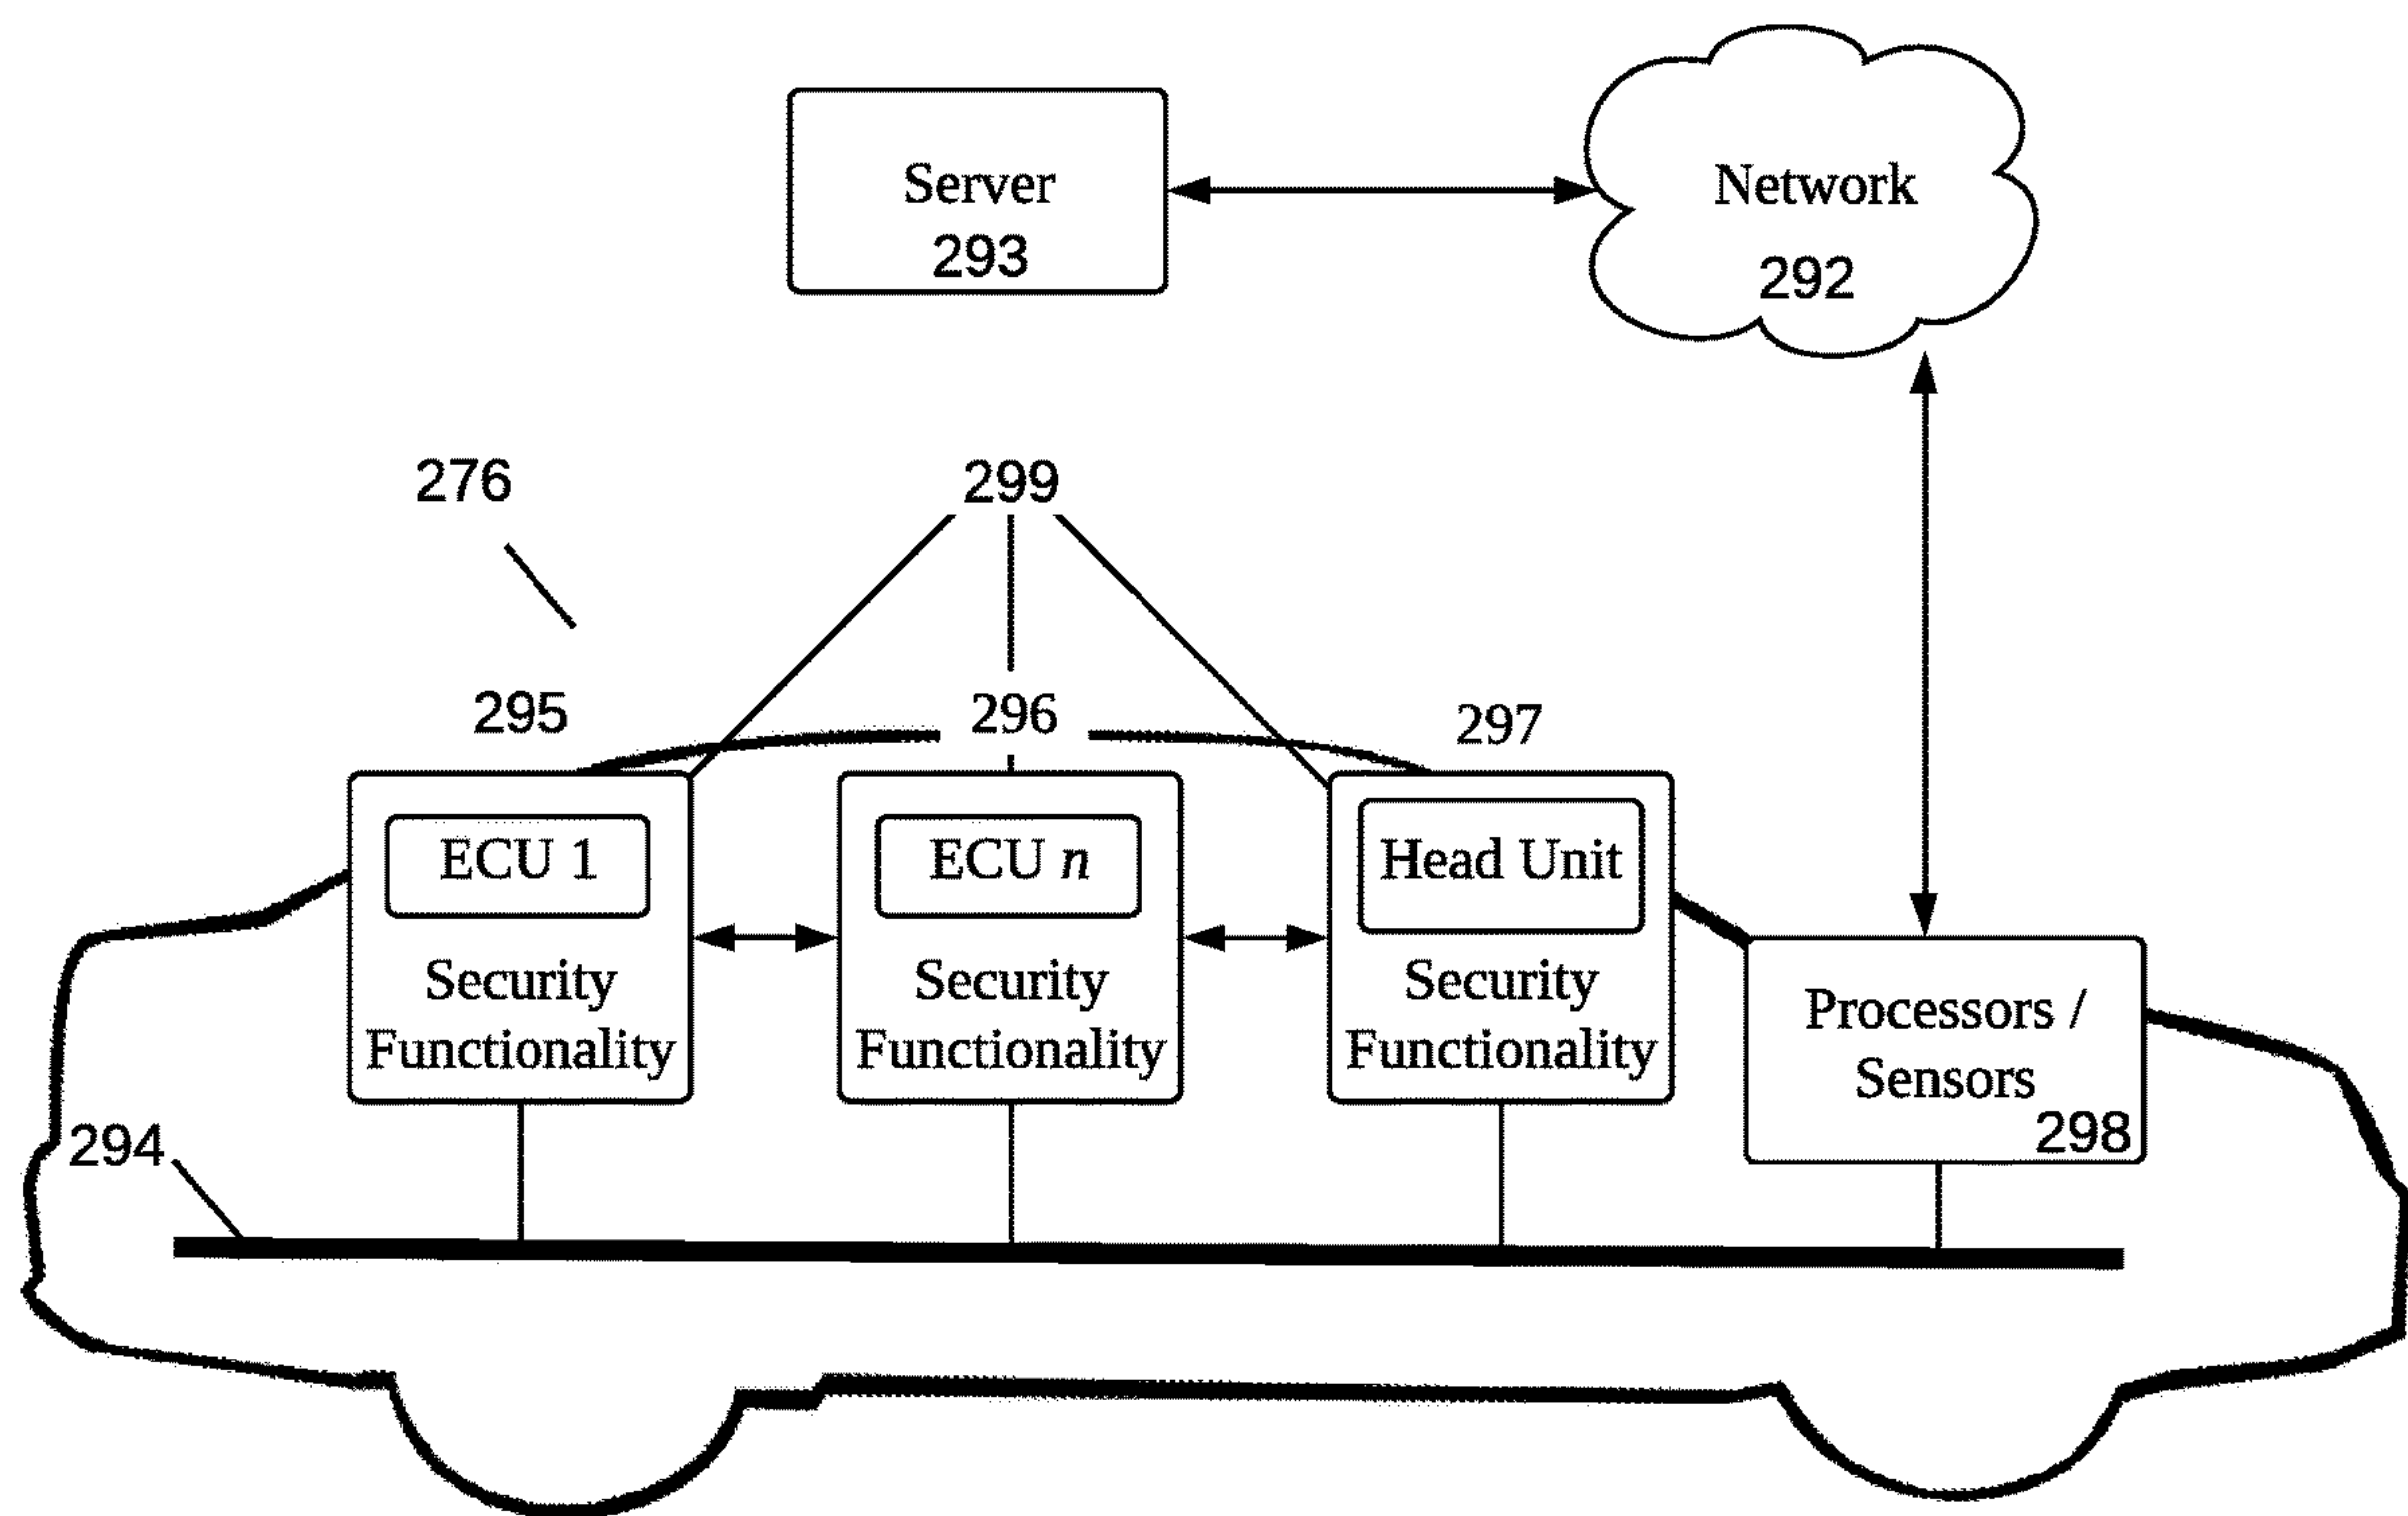 Server
293
Network
292
276
299
295
296
297
ECU 1
Security
Functionality
ECU n
Security
Functionality
Head Unit
Security
Functionality
Processors /
Sensors
298
294